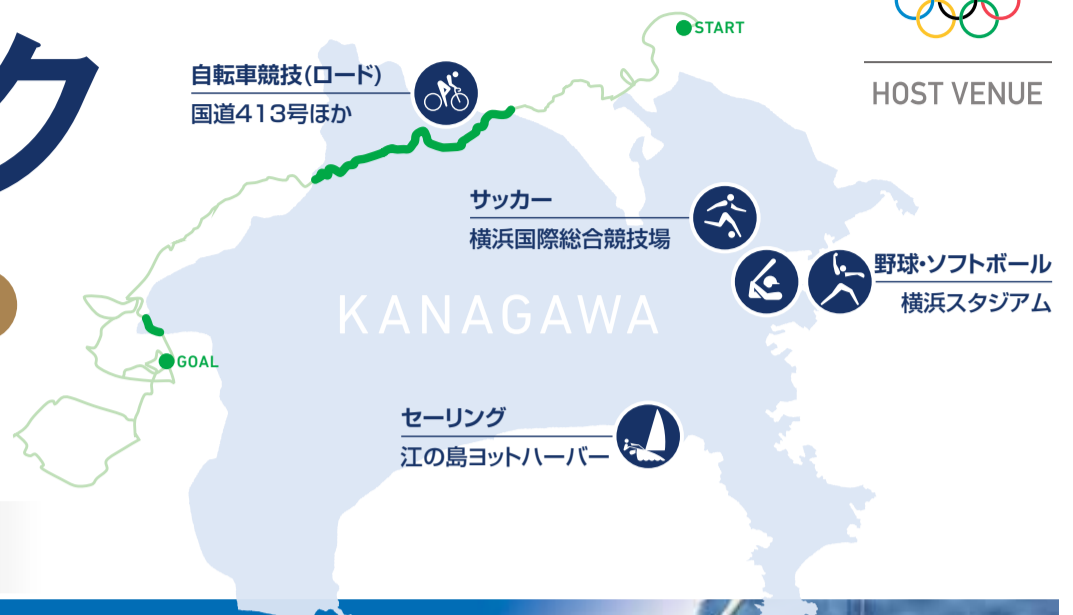 ク
START
HOST VENUE
自転車競技(ロード)
国道413号ほか
サッカー
横浜国際総合競技場
野球・ソフトボール
横浜スタジアム
KANAGAWA
GOAL
セーリング
江の島ヨットハーバー